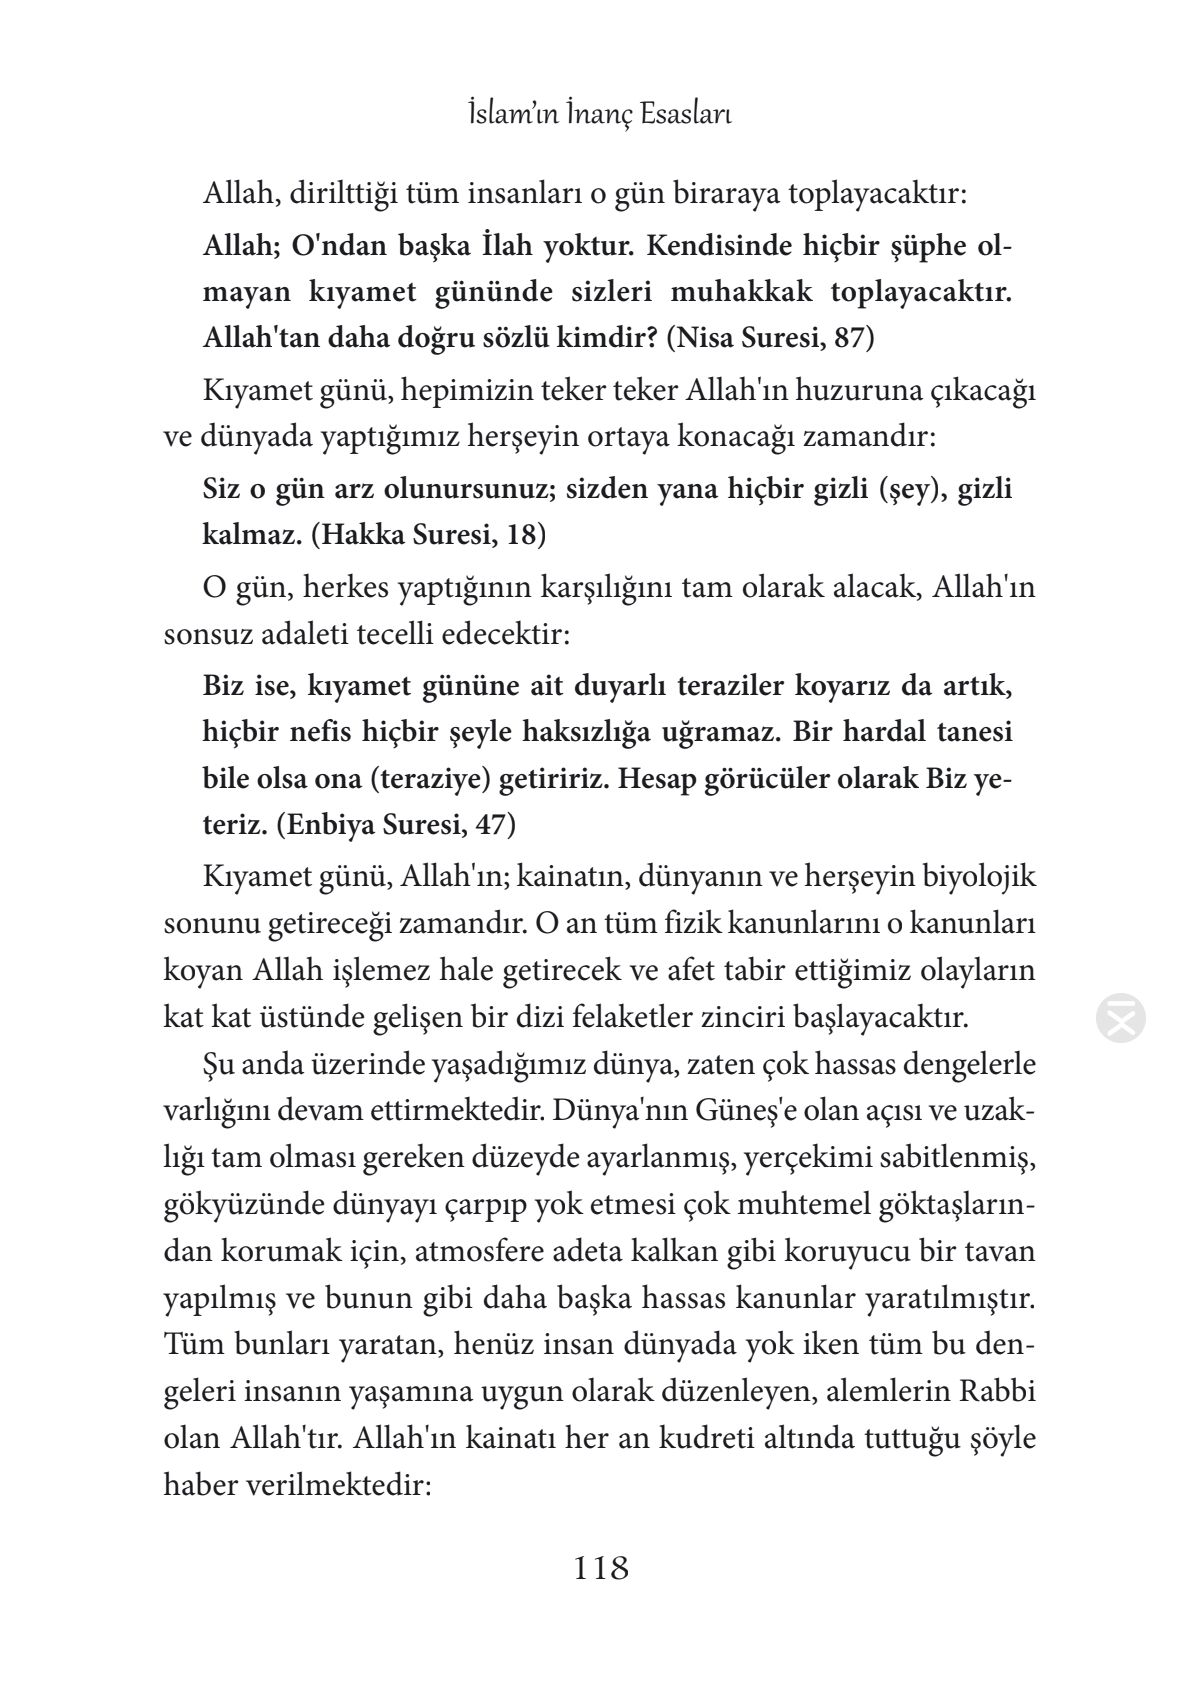 İslam’ın İnanç Esasları
Allah, dirilttiği tüm insanları o gün biraraya toplayacaktır:
Allah; O'ndan başka İlah yoktur. Kendisinde hiçbir şüphe ol-
mayan kıyamet gününde sizleri muhakkak toplayacaktır.
Allah'tan daha doğru sözlü kimdir? (Nisa Suresi, 87)
Kıyamet günü, hepimizin teker teker Allah'ın huzuruna çıkacağı
ve dünyada yaptığımız herşeyin ortaya konacağı zamandır:
Siz o gün arz olunursunuz; sizden yana hiçbir gizli (şey), gizli
kalmaz. (Hakka Suresi, 18)
O gün, herkes yaptığının karşılığını tam olarak alacak, Allah'ın
sonsuz adaleti tecelli edecektir:
Biz ise, kıyamet gününe ait duyarlı teraziler koyarız da artık,
hiçbir nefis hiçbir şeyle haksızlığa uğramaz. Bir hardal tanesi
bile olsa ona (teraziye) getiririz. Hesap görücüler olarak Biz ye-
teriz. (Enbiya Suresi, 47)
Kıyamet günü, Allah'ın; kainatın, dünyanın ve herşeyin biyolojik
sonunu getireceği zamandır. O an tüm fizik kanunlarını o kanunları
koyan Allah işlemez hale getirecek ve afet tabir ettiğimiz olayların
kat kat üstünde gelişen bir dizi felaketler zinciri başlayacaktır.
Şu anda üzerinde yaşadığımız dünya, zaten çok hassas dengelerle
varlığını devam ettirmektedir. Dünya'nın Güneş'e olan açısı ve uzak-
lığı tam olması gereken düzeyde ayarlanmış, yerçekimi sabitlenmiş,
gökyüzünde dünyayı çarpıp yok etmesi çok muhtemel göktaşların-
dan korumak için, atmosfere adeta kalkan gibi koruyucu bir tavan
yapılmış ve bunun gibi daha başka hassas kanunlar yaratılmıştır.
Tüm bunları yaratan, henüz insan dünyada yok iken tüm bu den-
geleri insanın yaşamına uygun olarak düzenleyen, alemlerin Rabbi
olan Allah'tır. Allah'ın kainatı her an kudreti altında tuttuğu şöyle
haber verilmektedir:
118